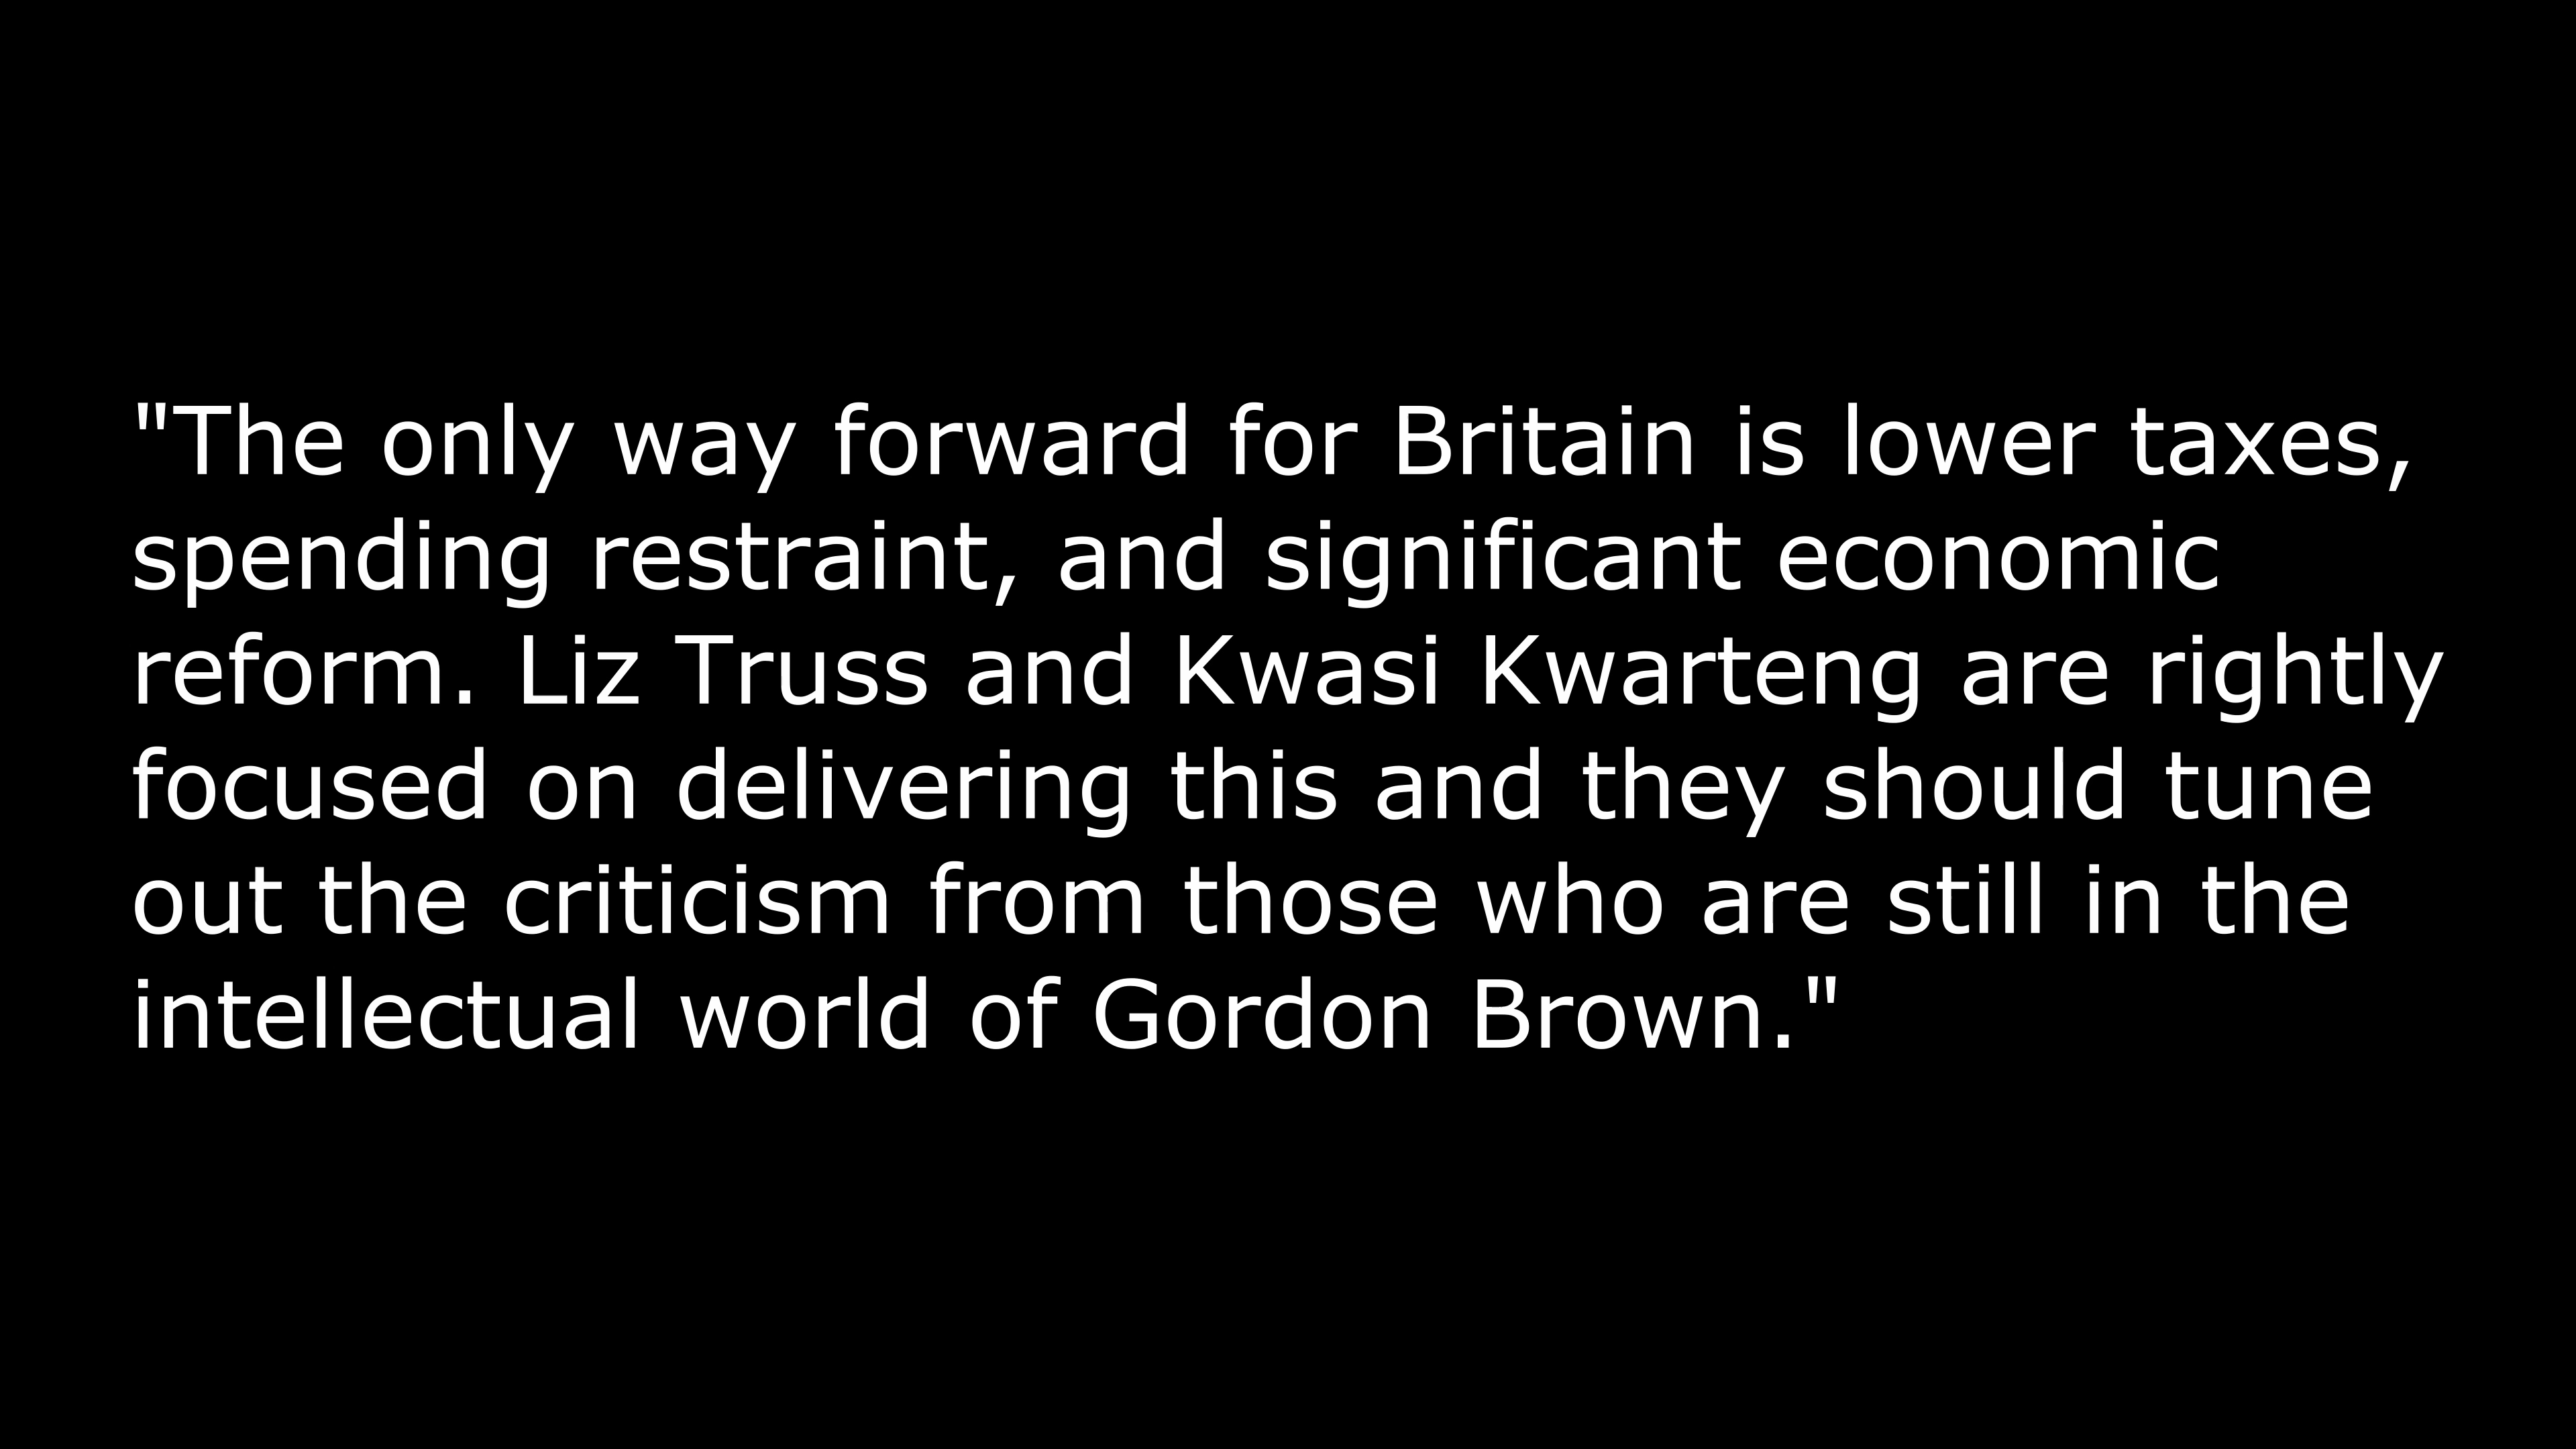 "The only way forward for Britain is lower taxes,
spending restraint, and significant economic
reform. Liz Truss and Kwasi Kwarteng are rightly
focused on delivering this and they should tune
out the criticism from those who are still in the
intellectual world of Gordon Brown."